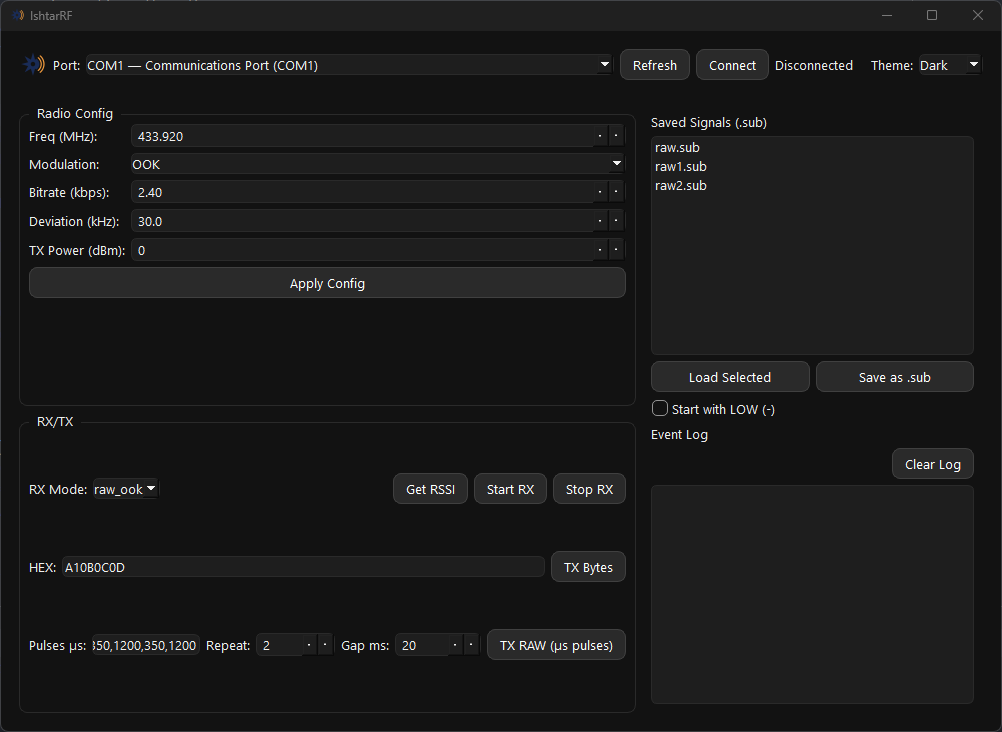 IshtarRF
Port: COM1 — Communications Port (COM1) Refresh Connect Disconnected Theme: Dark
Radio Config
Freq (MHz): 433.920
Modulation: OOK
Bitrate (kbps): 2.40
Deviation (kHz): 30.0
TX Power (dBm): 0
Apply Config
Saved Signals (.sub)
raw.sub
raw1.sub
raw2.sub
Load Selected Save as .sub
Start with LOW (-)
Event Log
Clear Log
RX/TX
RX Mode: raw_ook Get RSSI Start RX Stop RX
HEX: A10B0C0D TX Bytes
Pulses µs: 350,1200,350,1200 Repeat: 2 Gap ms: 20 TX RAW (µs pulses)